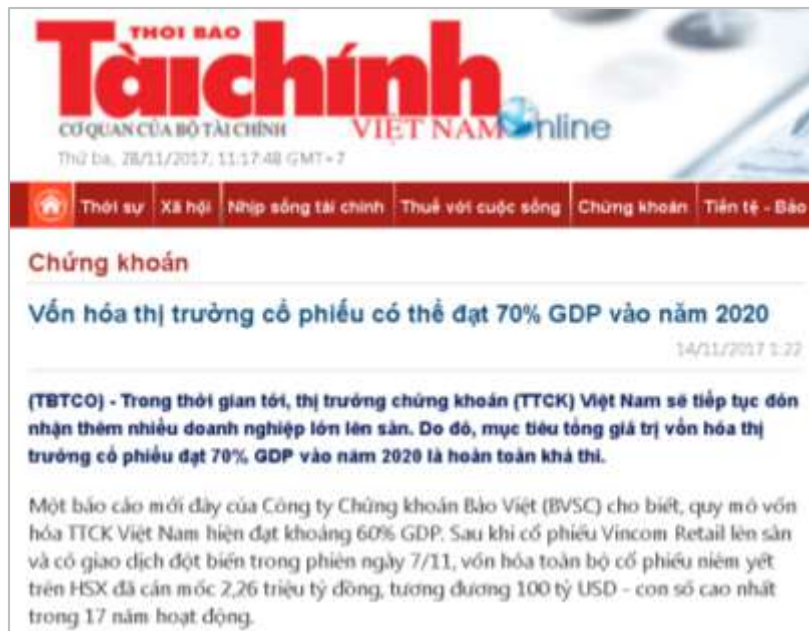 THỜI BÁO
Tàichính
CƠ QUAN CỦA BỘ TÀI CHÍNH VIỆT NAM Online
Thứ ba, 28/11/2017, 11:17:48 GMT+7
Thời sự Xã hội Nhịp sống tài chính Thuế với cuộc sống Chứng khoán Tiền tệ - Bảo
Chứng khoán
Vốn hóa thị trường cổ phiếu có thể đạt 70% GDP vào năm 2020
14/11/2017 1:22
(TBTCO) - Trong thời gian tới, thị trường chứng khoán (TTCK) Việt Nam sẽ tiếp tục đón
nhận thêm nhiều doanh nghiệp lớn lên sàn. Do đó, mục tiêu tổng giá trị vốn hóa thị
trường cổ phiếu đạt 70% GDP vào năm 2020 là hoàn toàn khả thi.
Một báo cáo mới đây của Công ty Chứng khoán Bảo Việt (BVSC) cho biết, quy mô vốn
hóa TTCK Việt Nam hiện đạt khoảng 60% GDP. Sau khi cổ phiếu Vincom Retail lên sàn
và có giao dịch đột biến trong phiên ngày 7/11, vốn hóa toàn bộ cổ phiếu niêm yết
trên HSX đã cán mốc 2,26 triệu tỷ đồng, tương đương 100 tỷ USD - con số cao nhất
trong 17 năm hoạt động.